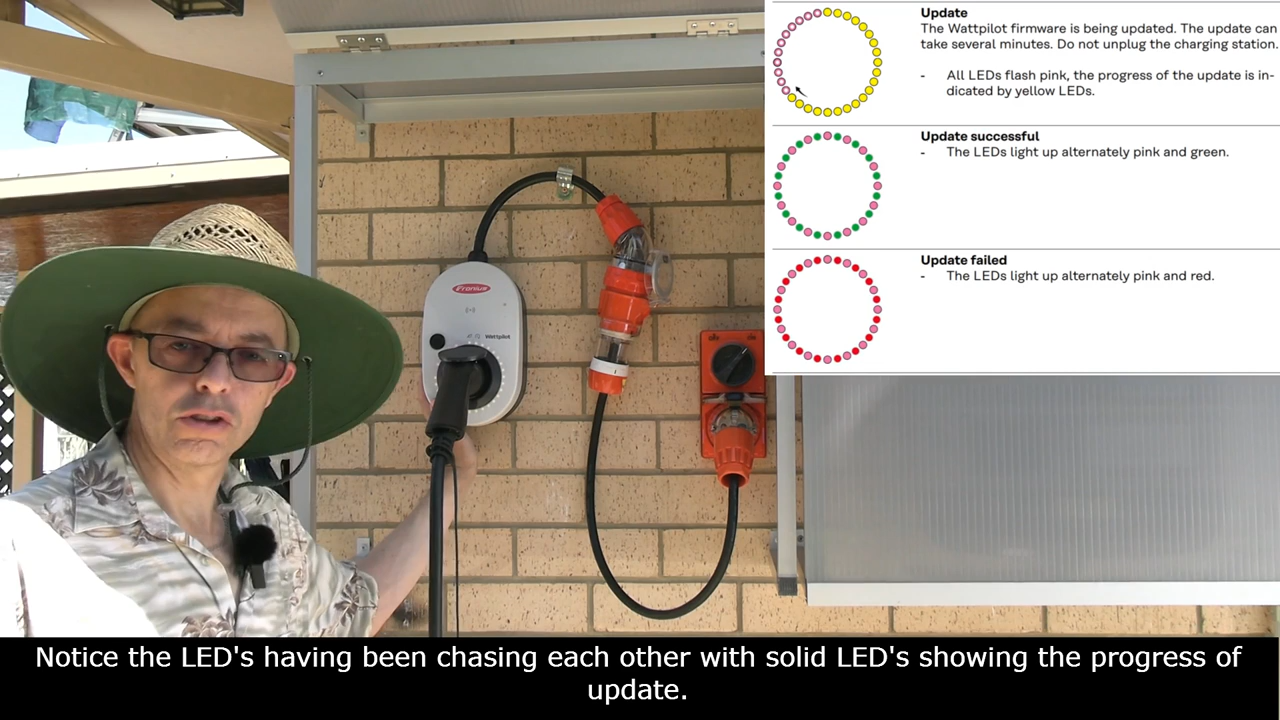 Update
The Wattpilot firmware is being updated. The update can
take several minutes. Do not unplug the charging station.
- All LEDs flash pink, the progress of the update is in-
dicated by yellow LEDs.
Update successful
- The LEDs light up alternately pink and green.
Update failed
- The LEDs light up alternately pink and red.
Fronius
Wattpilot
Notice the LED's having been chasing each other with solid LED's showing the progress of
update.